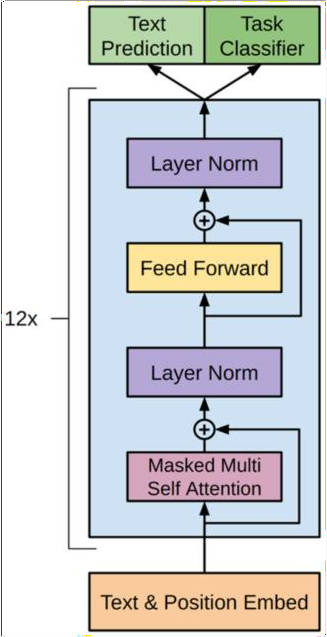 Text
Prediction
Task
Classifier
Layer Norm
+
Feed Forward
12x
Layer Norm
+
Masked Multi
Self Attention
Text & Position Embed